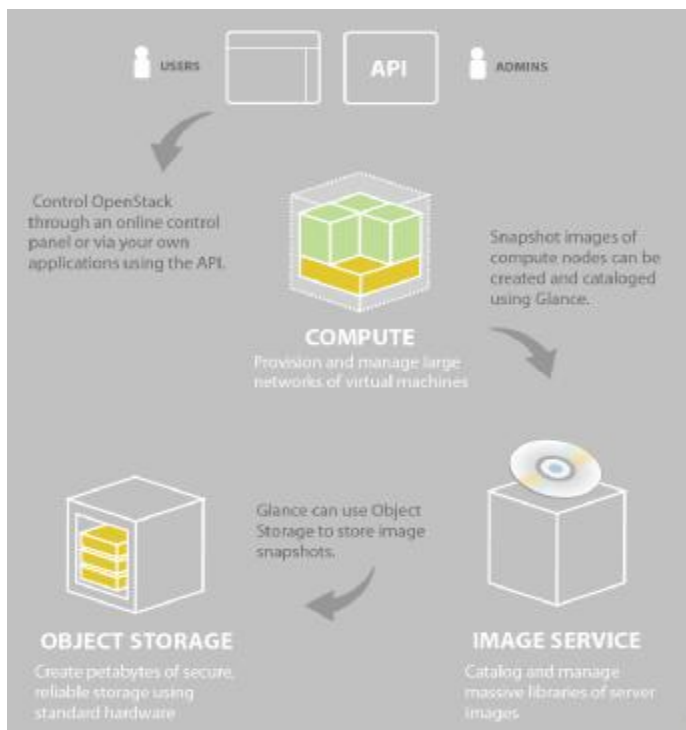 USERS
API
ADMINS
Control OpenStack
through an online control
panel or via your own
applications using the API.
Snapshot images of
compute nodes can be
created and cataloged
using Glance.
COMPUTE
Provision and manage large
networks of virtual machines
Glance can use Object
Storage to store image
snapshots.
OBJECT STORAGE
Create petabytes of secure,
reliable storage using
standard hardware
IMAGE SERVICE
Catalog and manage
massive libraries of server
images